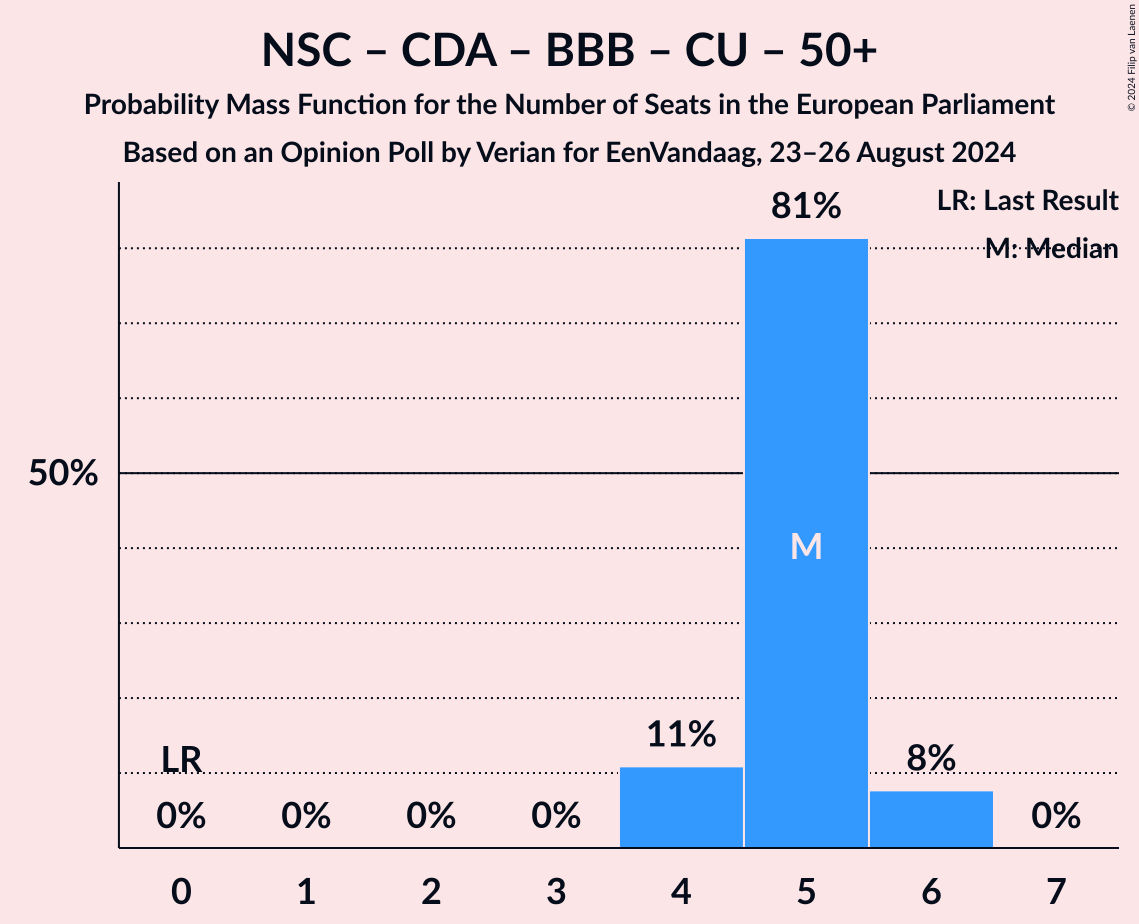 NSC – CDA – BBB – CU – 50+
Probability Mass Function for the Number of Seats in the European Parliament
Based on an Opinion Poll by Verian for EenVandaag, 23–26 August 2024
© 2024 Filip van Laenen
LR: Last Result
M: Median
81%
50%
M
11%
LR
8%
0% 0% 0% 0% 0%
0 1 2 3 4 5 6 7